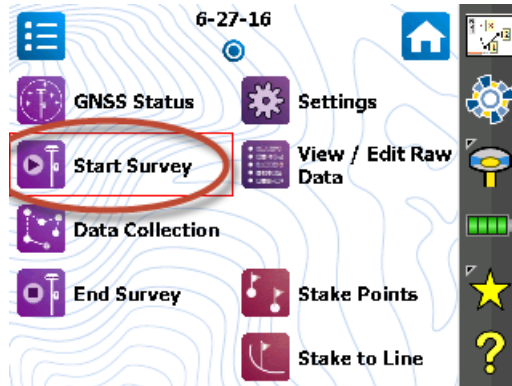 6-27-16
GNSS Status
Settings
Start Survey
View / Edit Raw
Data
Data Collection
End Survey
Stake Points
Stake to Line
?